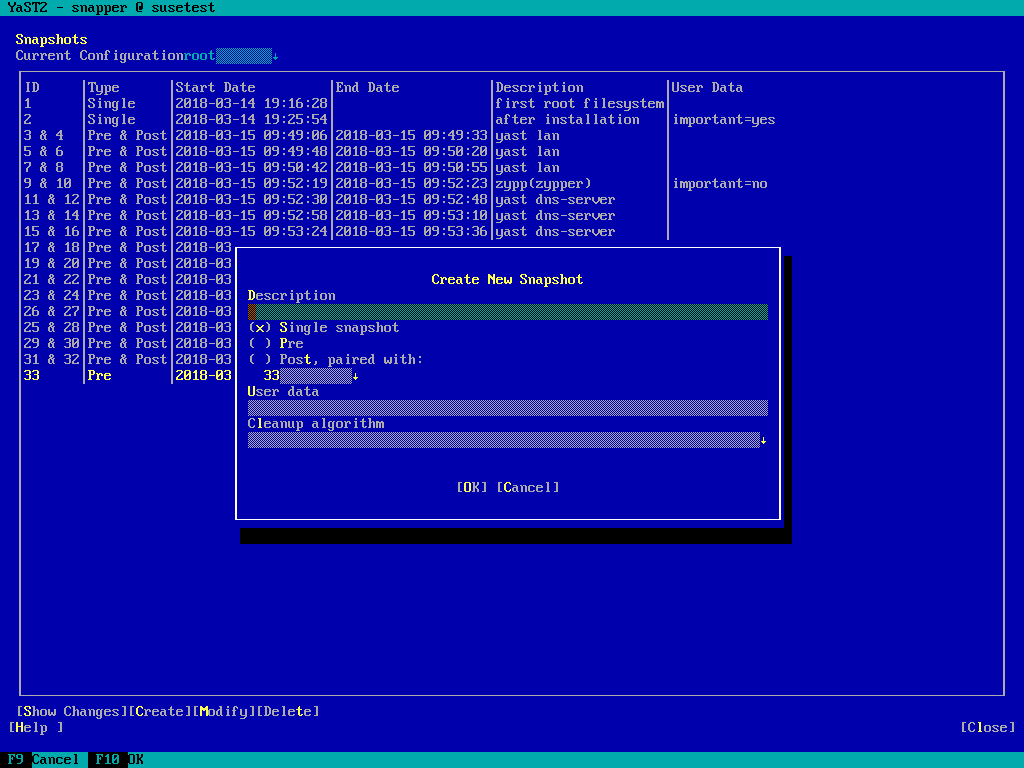 YaST2 - snapper @ susetest
Snapshots
Current Configurationroot ↓
ID Type Start Date End Date Description User Data
1 Single 2018-03-14 19:16:28 first root filesystem
2 Single 2018-03-14 19:25:54 after installation important=yes
3 & 4 Pre & Post 2018-03-15 09:49:06 2018-03-15 09:49:33 yast lan
5 & 6 Pre & Post 2018-03-15 09:49:48 2018-03-15 09:50:20 yast lan
7 & 8 Pre & Post 2018-03-15 09:50:42 2018-03-15 09:50:55 yast lan
9 & 10 Pre & Post 2018-03-15 09:52:19 2018-03-15 09:52:23 zypp(zypper) important=no
11 & 12 Pre & Post 2018-03-15 09:52:30 2018-03-15 09:52:48 yast dns-server
13 & 14 Pre & Post 2018-03-15 09:52:58 2018-03-15 09:53:10 yast dns-server
15 & 16 Pre & Post 2018-03-15 09:53:24 2018-03-15 09:53:36 yast dns-server
17 & 18 Pre & Post 2018-03
19 & 20 Pre & Post 2018-03
21 & 22 Pre & Post 2018-03
23 & 24 Pre & Post 2018-03
26 & 27 Pre & Post 2018-03
25 & 28 Pre & Post 2018-03
29 & 30 Pre & Post 2018-03
31 & 32 Pre & Post 2018-03
33 Pre 2018-03
Create New Snapshot
Description
(x) Single snapshot
( ) Pre
( ) Post, paired with:
33 ↓
User data
Cleanup algorithm
↓
[OK] [Cancel]
[Show Changes][Create][Modify][Delete]
[Help ] [Close]
F9 Cancel F10 OK